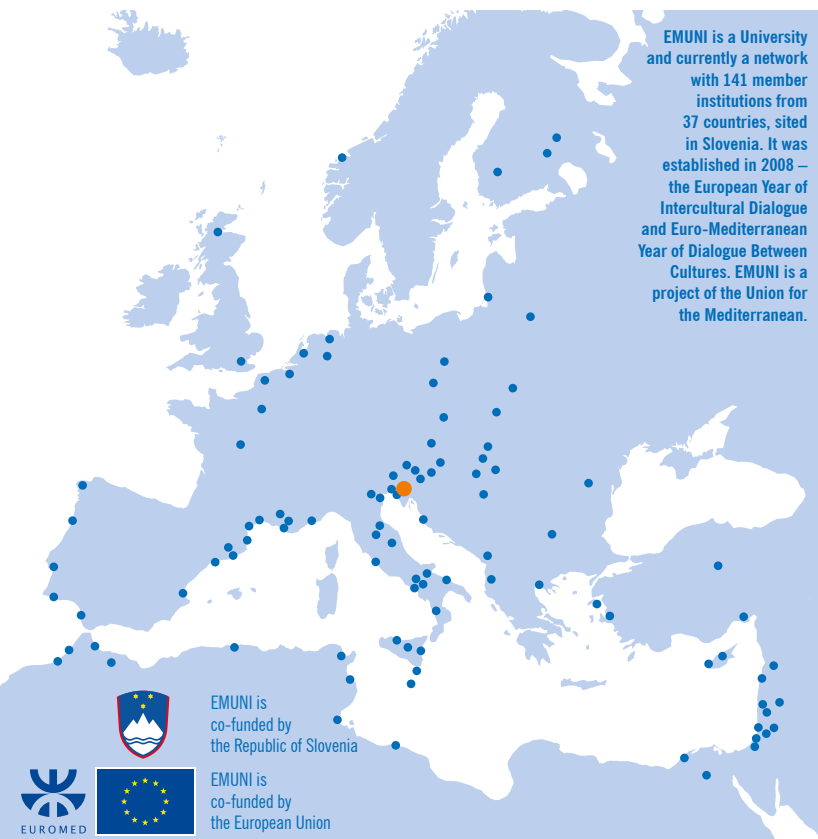 EMUNI is a University
and currently a network
with 141 member
institutions from
37 countries, sited
in Slovenia. It was
established in 2008 –
the European Year of
Intercultural Dialogue
and Euro-Mediterranean
Year of Dialogue Between
Cultures. EMUNI is a
project of the Union for
the Mediterranean.
EMUNI is
co-funded by
the Republic of Slovenia
EMUNI is
co-funded by
the European Union
EUROMED